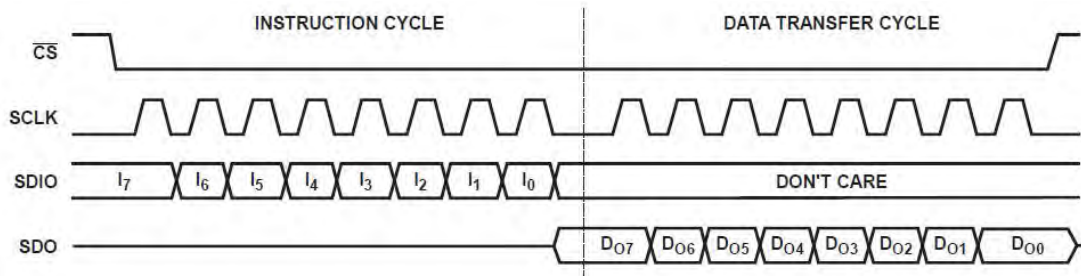 INSTRUCTION CYCLE DATA TRANSFER CYCLE
CS
SCLK
SDIO I7 I6 I5 I4 I3 I2 I1 I0 DON'T CARE
SDO DO7 DO6 DO5 DO4 DO3 DO2 DO1 DO0